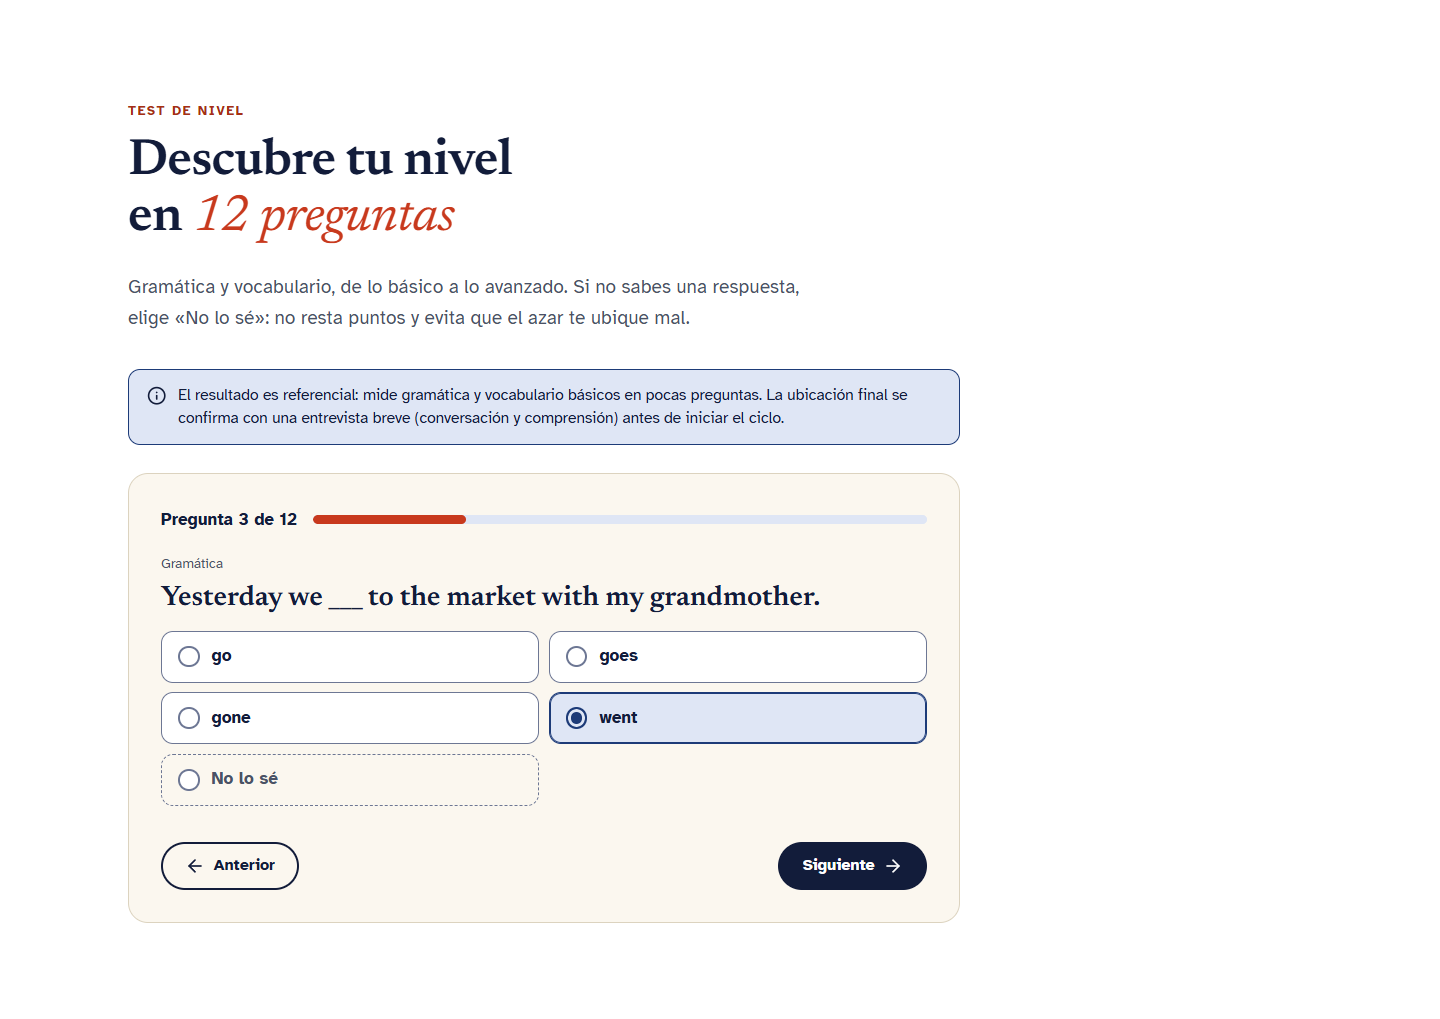 TEST DE NIVEL
Descubre tu nivel
en 12 preguntas
Gramática y vocabulario, de lo básico a lo avanzado. Si no sabes una respuesta,
elige «No lo sé»: no resta puntos y evita que el azar te ubique mal.
El resultado es referencial: mide gramática y vocabulario básicos en pocas preguntas. La ubicación final se
confirma con una entrevista breve (conversación y comprensión) antes de iniciar el ciclo.
Pregunta 3 de 12
Gramática
Yesterday we ___ to the market with my grandmother.
go
goes
gone
went
No lo sé
Anterior
Siguiente